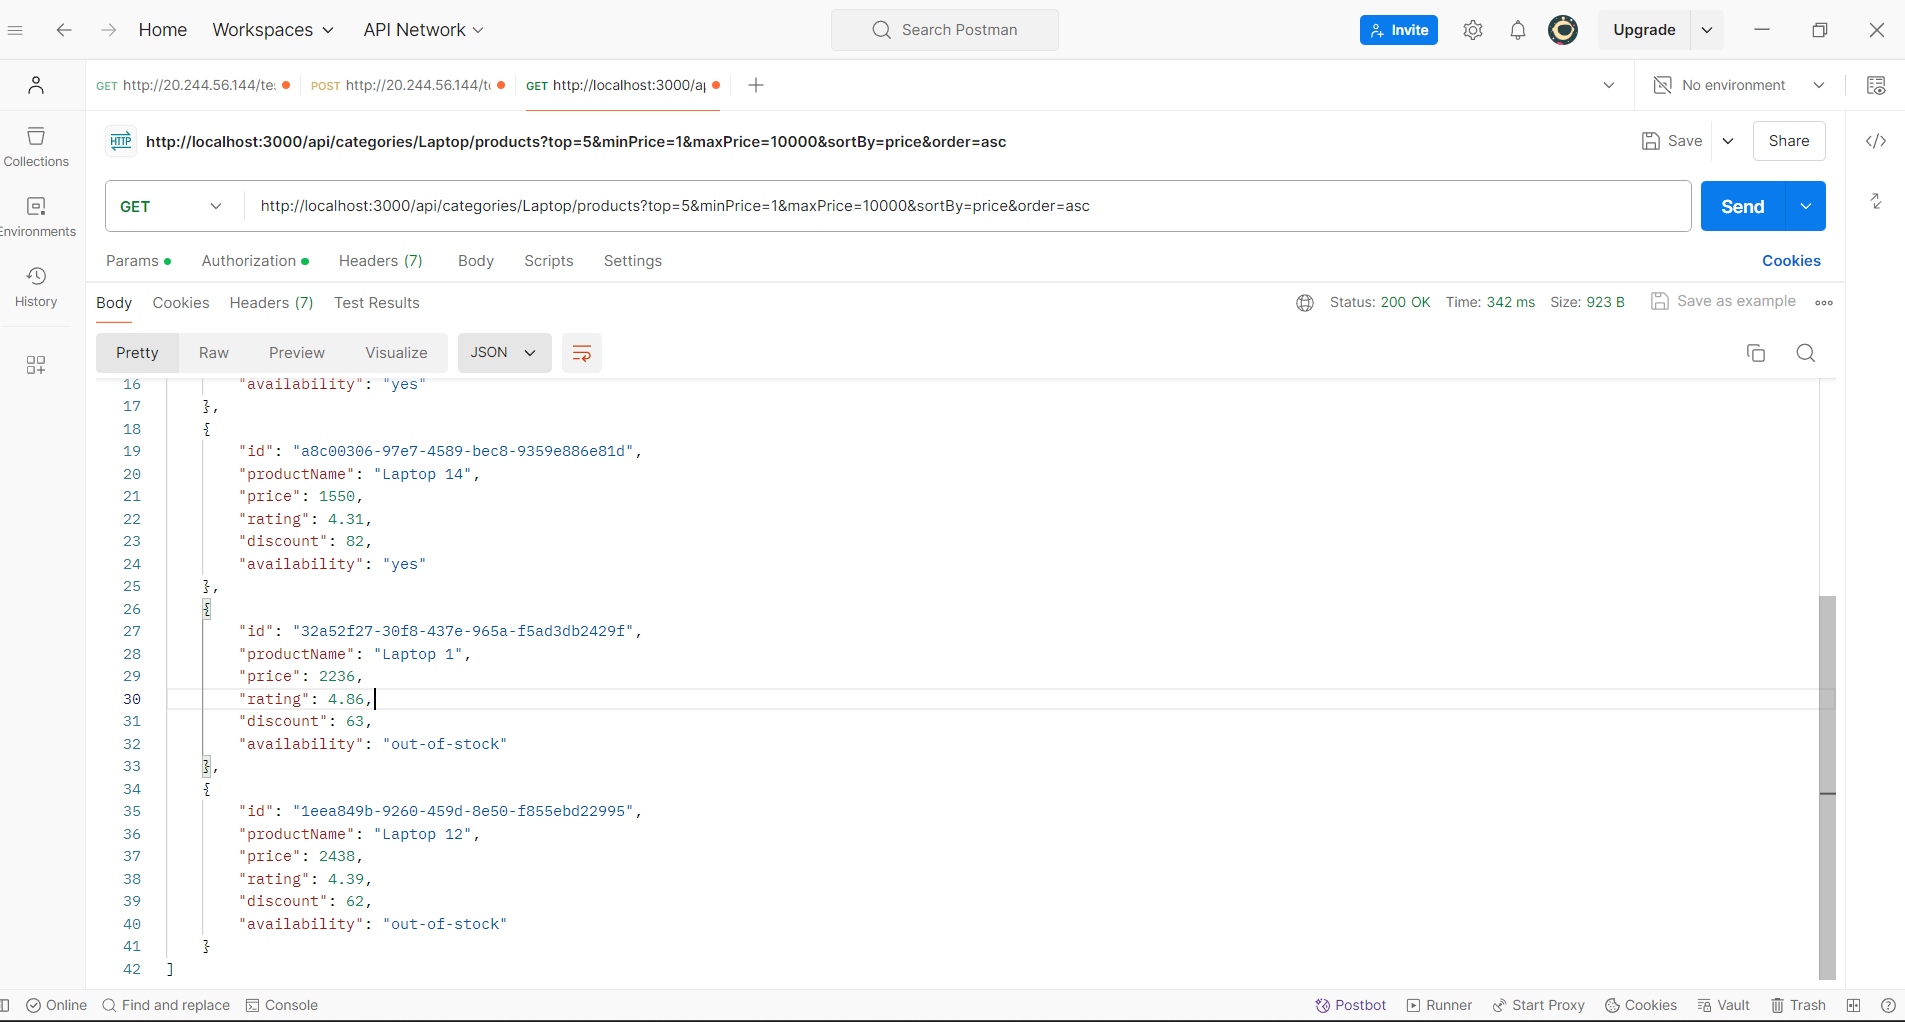 Home Workspaces API Network Search Postman Invite Upgrade
GET http://20.244.56.144/te POST http://20.244.56.144/t GET http://localhost:3000/ap No environment
HTTP http://localhost:3000/api/categories/Laptop/products?top=5&minPrice=1&maxPrice=10000&sortBy=price&order=asc Save Share
Collections
GET http://localhost:3000/api/categories/Laptop/products?top=5&minPrice=1&maxPrice=10000&sortBy=price&order=asc Send
Environments
Params Authorization Headers (7) Body Scripts Settings Cookies
History
Body Cookies Headers (7) Test Results Status: 200 OK Time: 342 ms Size: 923 B Save as example
Pretty Raw Preview Visualize JSON
16 "availability": "yes"
17 },
18 {
19 "id": "a8c00306-97e7-4589-bec8-9359e886e81d",
20 "productName": "Laptop 14",
21 "price": 1550,
22 "rating": 4.31,
23 "discount": 82,
24 "availability": "yes"
25 },
26 {
27 "id": "32a52f27-30f8-437e-965a-f5ad3db2429f",
28 "productName": "Laptop 1",
29 "price": 2236,
30 "rating": 4.86,
31 "discount": 63,
32 "availability": "out-of-stock"
33 },
34 {
35 "id": "1eea849b-9260-459d-8e50-f855ebd22995",
36 "productName": "Laptop 12",
37 "price": 2438,
38 "rating": 4.39,
39 "discount": 62,
40 "availability": "out-of-stock"
41 }
42 ]
Online Find and replace Console Postbot Runner Start Proxy Cookies Vault Trash